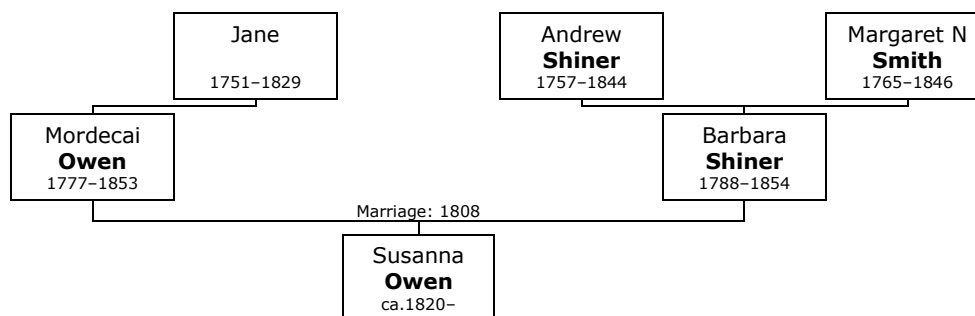 Jane
1751–1829
Andrew
Shiner
1757–1844
Margaret N
Smith
1765–1846
Mordecai
Owen
1777–1853
Barbara
Shiner
1788–1854
Marriage: 1808
Susanna
Owen
ca.1820–